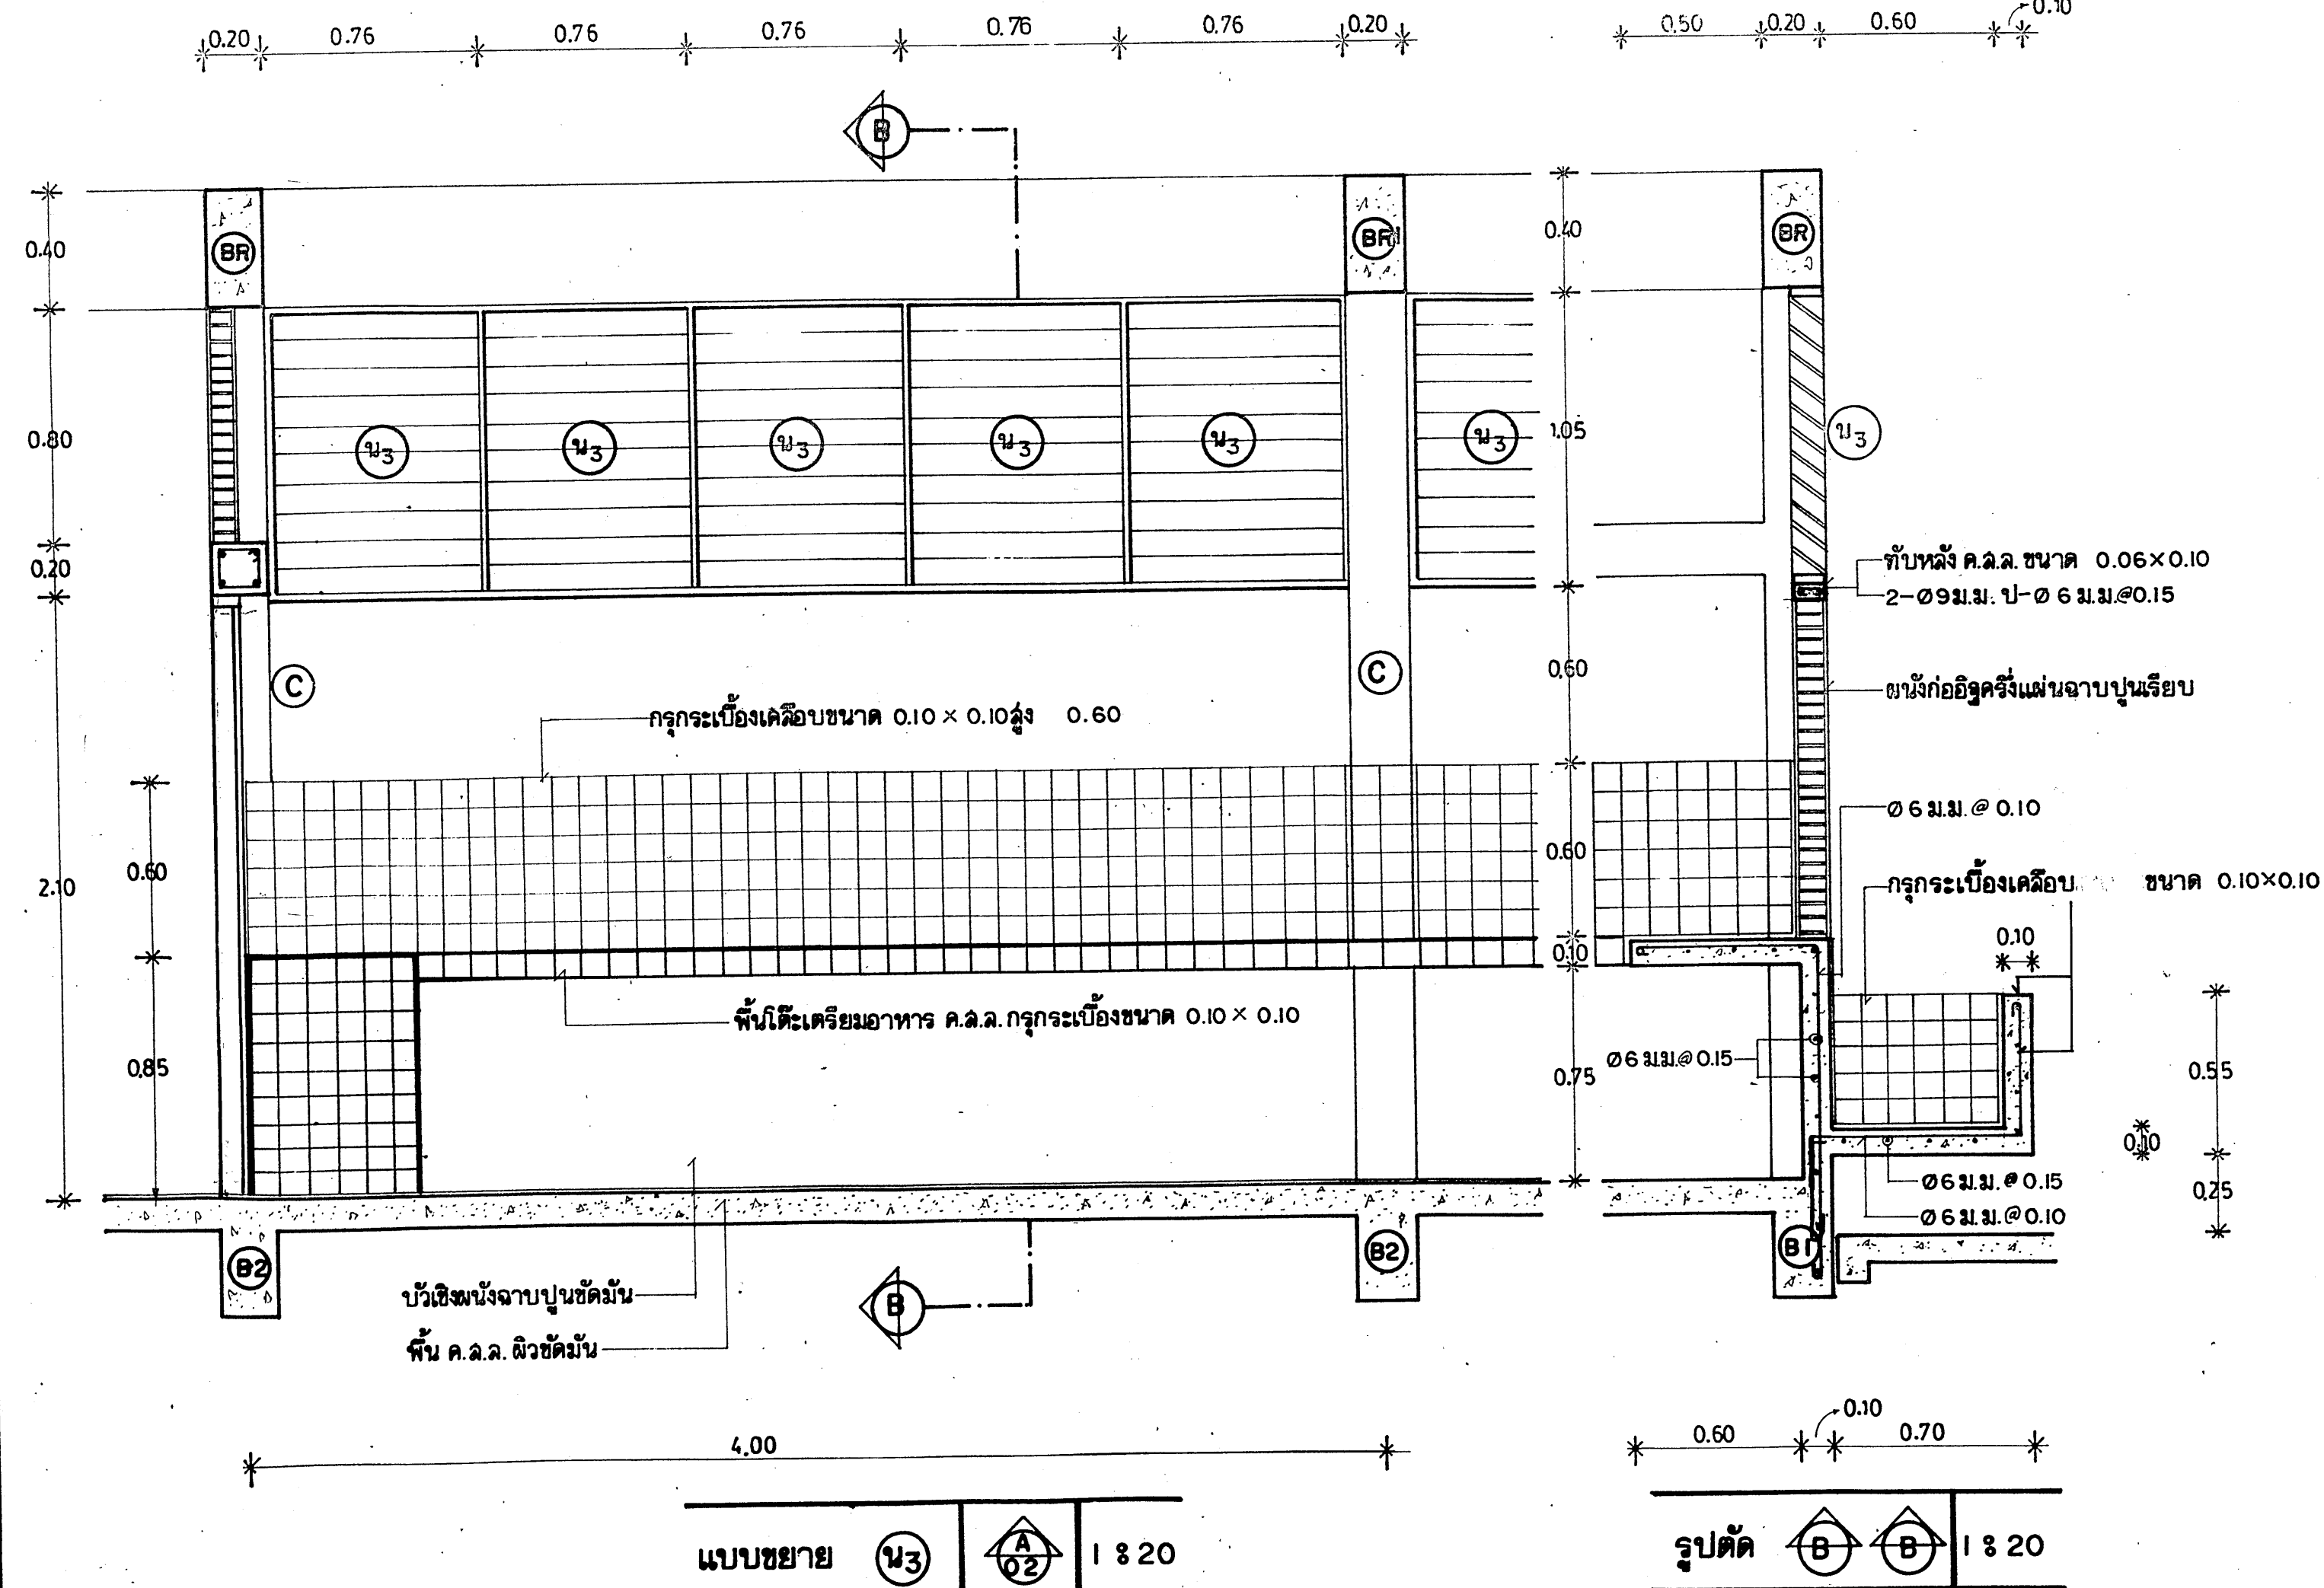 0.20 0.76 0.76 0.76 0.76 0.76 0.20 0.50 0.20 0.60 0.10
B
BR BR1 BR
0.40 0.40
น3 น3 น3 น3 น3 น3 น3
0.80 1.05
0.20
ทับหลัง ค.ส.ล. ขนาด 0.06×0.10
2-Ø9ม.ม. ป-Ø 6 ม.ม.@0.15
C C
0.60
ผนังก่ออิฐครึ่งแผ่นฉาบปูนเรียบ
กรุกระเบื้องเคลือบขนาด 0.10 × 0.10 สูง 0.60
Ø 6 ม.ม. @ 0.10
2.10 0.60 0.60
กรุกระเบื้องเคลือบ ขนาด 0.10×0.10
0.10 0.10
พื้นโต๊ะเตรียมอาหาร ค.ส.ล. กรุกระเบื้องขนาด 0.10 × 0.10
0.85 0.75 Ø6 ม.ม.@0.15 0.55
0.10
Ø6 ม.ม. @ 0.15
0.25
Ø 6 ม.ม.@0.10
B2 B2 B1
บัวเชิงผนังฉาบปูนขัดมัน
B
พื้น ค.ส.ล. ผิวขัดมัน
4.00 0.60 0.10 0.70
แบบขยาย น3 A 02 1 : 20
รูปตัด B B 1 : 20